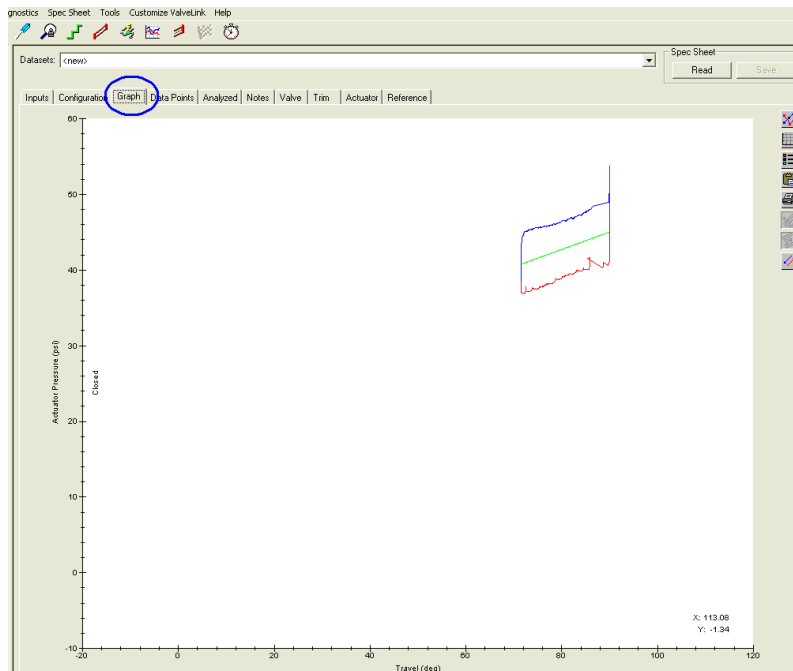 gnostics Spec Sheet Tools Customize ValveLink Help
Datasets: <new>
Spec Sheet
Read Save
Inputs Configuration Graph Data Points Analyzed Notes Valve Trim Actuator Reference
60
50
40
30
20
10
0
-10
Actuator Pressure (psi)
Closed
X: 113.08
Y: -1.34
-20 0 20 40 60 80 100 120
Travel (deg)